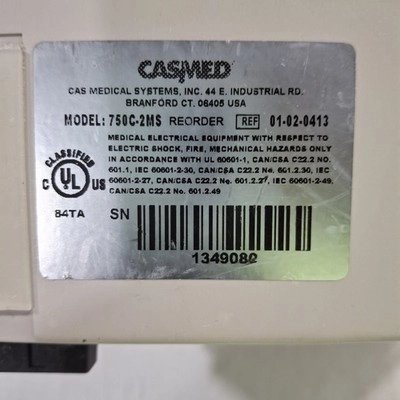 CASMED
CAS MEDICAL SYSTEMS, INC. 44 E. INDUSTRIAL RD.
BRANFORD CT. 06405 USA
MODEL: 750C-2MS REORDER REF 01-02-0413
MEDICAL ELECTRICAL EQUIPMENT WITH RESPECT TO
ELECTRIC SHOCK, FIRE, MECHANICAL HAZARDS ONLY
IN ACCORDANCE WITH UL 60601-1, CAN/CSA C22.2 NO.
601.1, IEC 60601-2-30, CAN/CSA C22.2 No. 601.2.30, IEC
60601-2-27, CAN/CSA C22.2 No. 601.2.27, IEC 60601-2-49,
CAN/CSA C22.2 No. 601.2.49
CLASSIFIED
C UL US
84TA SN
1349082